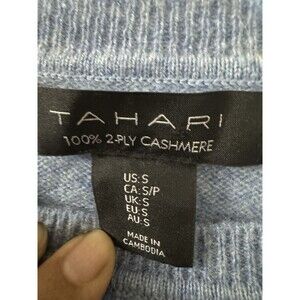 TAHARI
100% 2-PLY CASHMERE
US:S
CA:S/P
UK:S
EU:S
AU:S
MADE IN
CAMBODIA